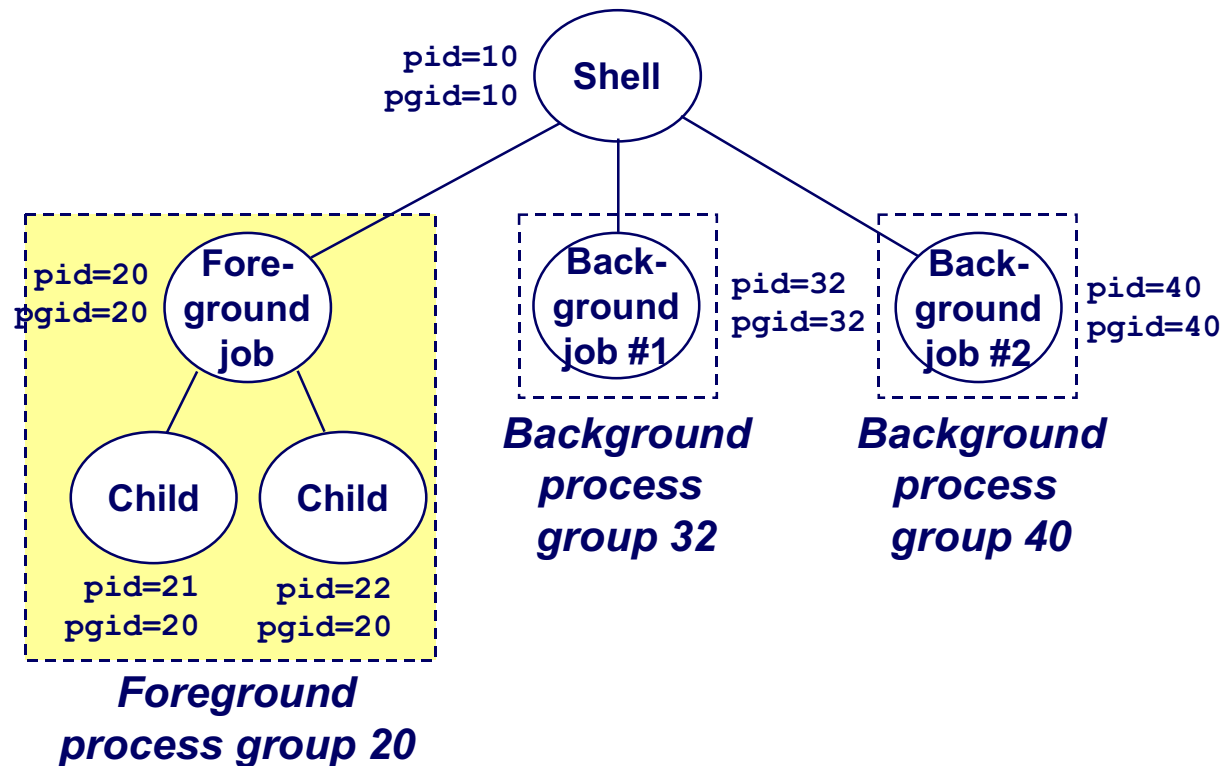 pid=10
pgid=10
Shell
pid=20
pgid=20
Fore-
ground
job
Back-
ground
job #1
pid=32
pgid=32
Back-
ground
job #2
pid=40
pgid=40
Child
Child
pid=21
pgid=20
pid=22
pgid=20
Background
process
group 32
Background
process
group 40
Foreground
process group 20